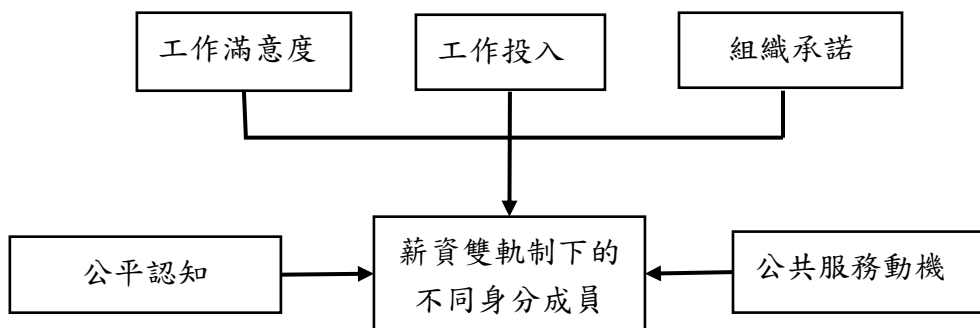 工作滿意度
工作投入
組織承諾
公平認知
薪資雙軌制下的
不同身分成員
公共服務動機